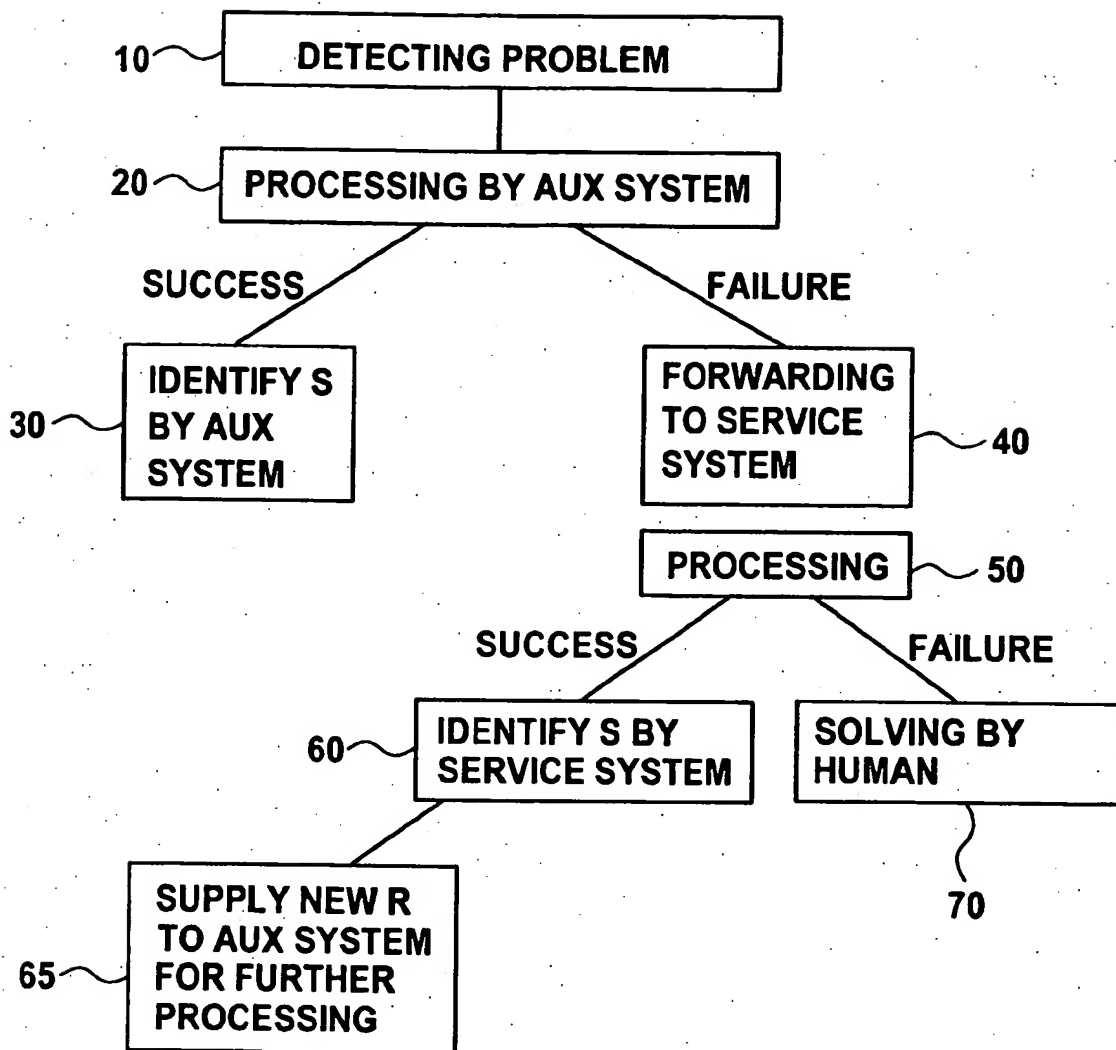 10
DETECTING PROBLEM
20
PROCESSING BY AUX SYSTEM
SUCCESS
FAILURE
30
IDENTIFY S
BY AUX
SYSTEM
FORWARDING
TO SERVICE
SYSTEM
40
PROCESSING
50
SUCCESS
FAILURE
60
IDENTIFY S BY
SERVICE SYSTEM
SOLVING BY
HUMAN
70
65
SUPPLY NEW R
TO AUX SYSTEM
FOR FURTHER
PROCESSING